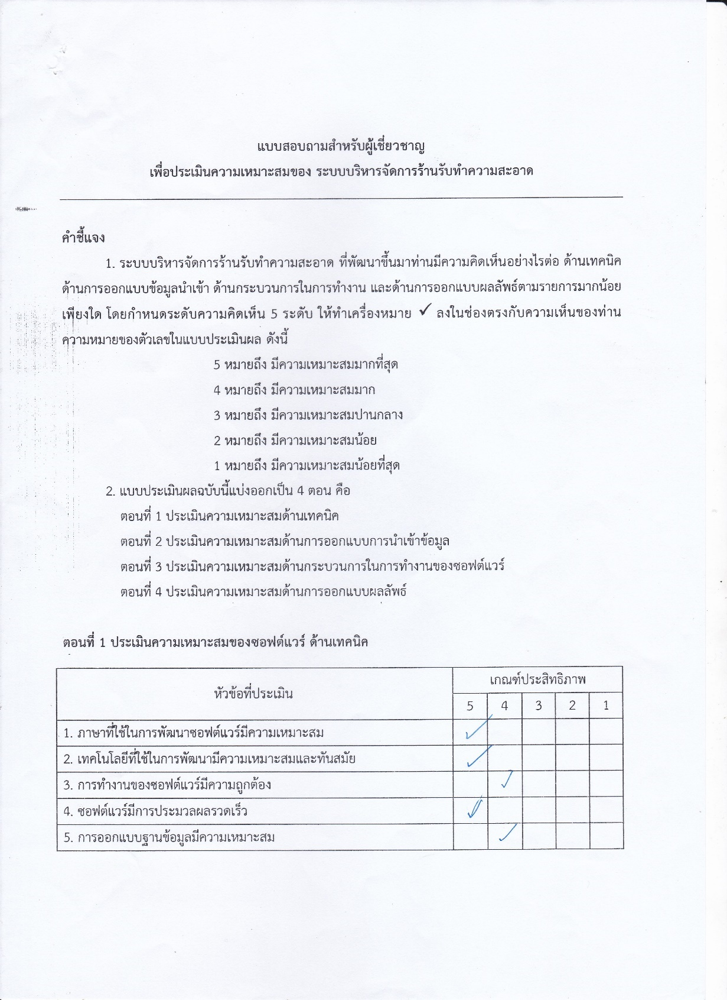 แบบสอบถามสำหรับผู้เชี่ยวชาญ
เพื่อประเมินความเหมาะสมของ ระบบบริหารจัดการร้านรับทำความสะอาด
คำชี้แจง
1. ระบบบริหารจัดการร้านรับทำความสะอาด ที่พัฒนาขึ้นมาท่านมีความคิดเห็นอย่างไรต่อ ด้านเทคนิค
ด้านการออกแบบข้อมูลนำเข้า ด้านกระบวนการในการทำงาน และด้านการออกแบบผลลัพธ์ตามรายการมากน้อย
เพียงใด โดยกำหนดระดับความคิดเห็น 5 ระดับ ให้ทำเครื่องหมาย ✓ ลงในช่องตรงกับความเห็นของท่าน
ความหมายของตัวเลขในแบบประเมินผล ดังนี้
5 หมายถึง มีความเหมาะสมมากที่สุด
4 หมายถึง มีความเหมาะสมมาก
3 หมายถึง มีความเหมาะสมปานกลาง
2 หมายถึง มีความเหมาะสมน้อย
1 หมายถึง มีความเหมาะสมน้อยที่สุด
2. แบบประเมินผลฉบับนี้แบ่งออกเป็น 4 ตอน คือ
ตอนที่ 1 ประเมินความเหมาะสมด้านเทคนิค
ตอนที่ 2 ประเมินความเหมาะสมด้านการออกแบบการนำเข้าข้อมูล
ตอนที่ 3 ประเมินความเหมาะสมด้านกระบวนการในการทำงานของซอฟต์แวร์
ตอนที่ 4 ประเมินความเหมาะสมด้านการออกแบบผลลัพธ์
ตอนที่ 1 ประเมินความเหมาะสมของซอฟต์แวร์ ด้านเทคนิค
หัวข้อที่ประเมิน เกณฑ์ประสิทธิภาพ
5 4 3 2 1
1. ภาษาที่ใช้ในการพัฒนาซอฟต์แวร์มีความเหมาะสม ✓
2. เทคโนโลยีที่ใช้ในการพัฒนามีความเหมาะสมและทันสมัย ✓
3. การทำงานของซอฟต์แวร์มีความถูกต้อง ✓
4. ซอฟต์แวร์มีการประมวลผลรวดเร็ว ✓
5. การออกแบบฐานข้อมูลมีความเหมาะสม ✓